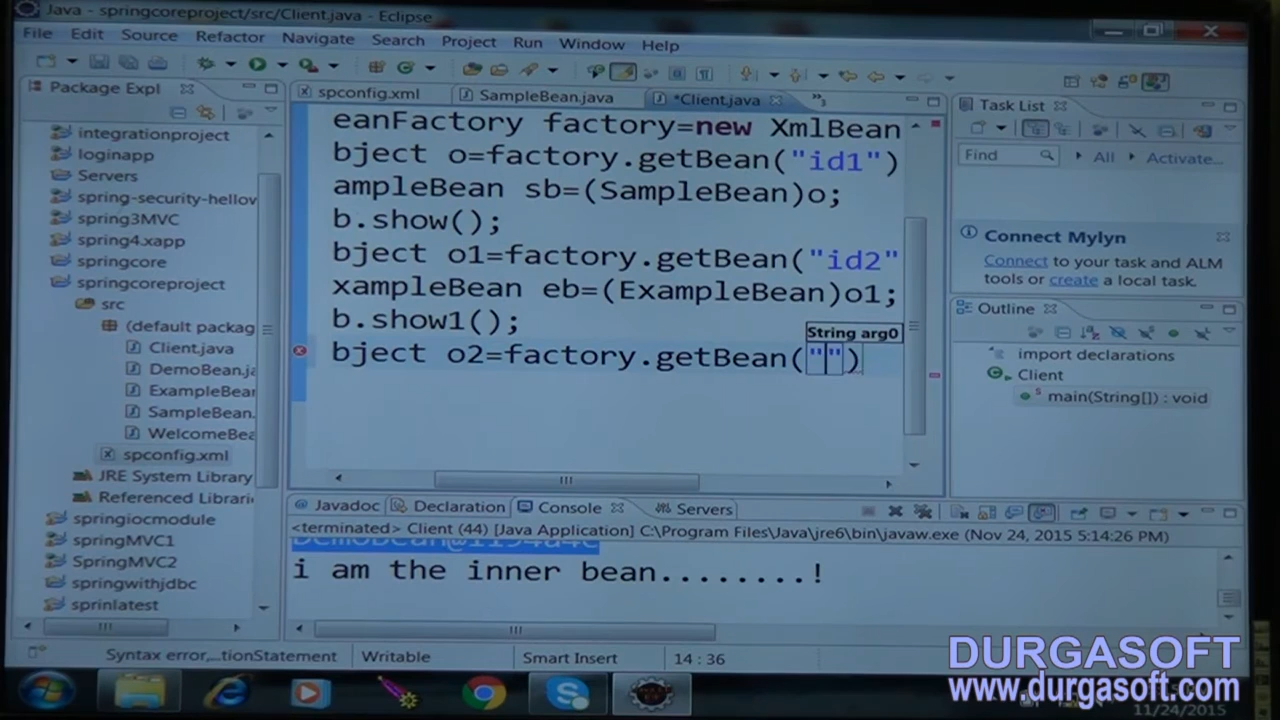 Java - springcoreproject/src/Client.java - Eclipse
File Edit Source Refactor Navigate Search Project Run Window Help
Package Expl
spconfig.xml
SampleBean.java
*Client.java
Task List
integrationproject
loginapp
Servers
spring-security-hellov
spring3MVC
spring4.xapp
springcore
springcoreproject
src
(default packag
Client.java
DemoBean.ja
ExampleBear
SampleBean.
WelcomeBea
spconfig.xml
JRE System Library
Referenced Librari
springiocmodule
springMVC1
SpringMVC2
springwithjdbc
sprinlatest
eanFactory factory=new XmlBean
bject o=factory.getBean("id1")
ampleBean sb=(SampleBean)o;
b.show();
bject o1=factory.getBean("id2"
xampleBean eb=(ExampleBean)o1;
b.show1();
String arg0
bject o2=factory.getBean("")
Find
All
Activate...
Connect Mylyn
Connect to your task and ALM
tools or create a local task.
Outline
import declarations
Client
main(String[]) : void
Javadoc Declaration Console Servers
<terminated> Client (44) [Java Application] C:\Program Files\Java\jre6\bin\javaw.exe (Nov 24, 2015 5:14:26 PM)
i am the inner bean........!
Syntax error,...tionStatement
Writable
Smart Insert
14 : 36
DURGASOFT
www.durgasoft.com
11/24/2015